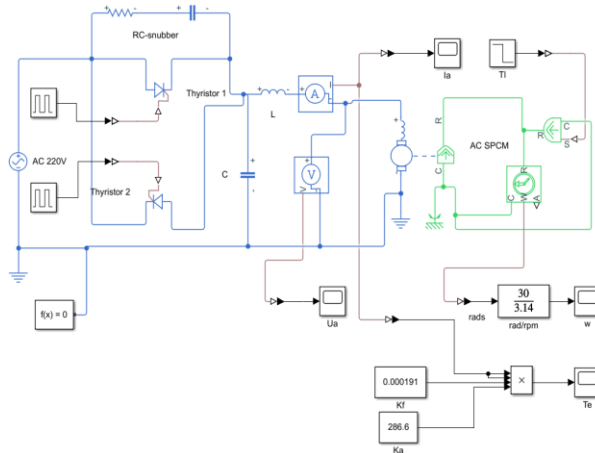 RC-snubber
Thyristor 1
Ia
Tl
+ -
L
A
I
R
C
S
AC SPCM
AC 220V
Thyristor 2
C
V
R
C
W
A
f(x) = 0
Ua
rads
30
3.14
rad/rpm
w
0.000191
Kf
×
Te
286.6
Ka